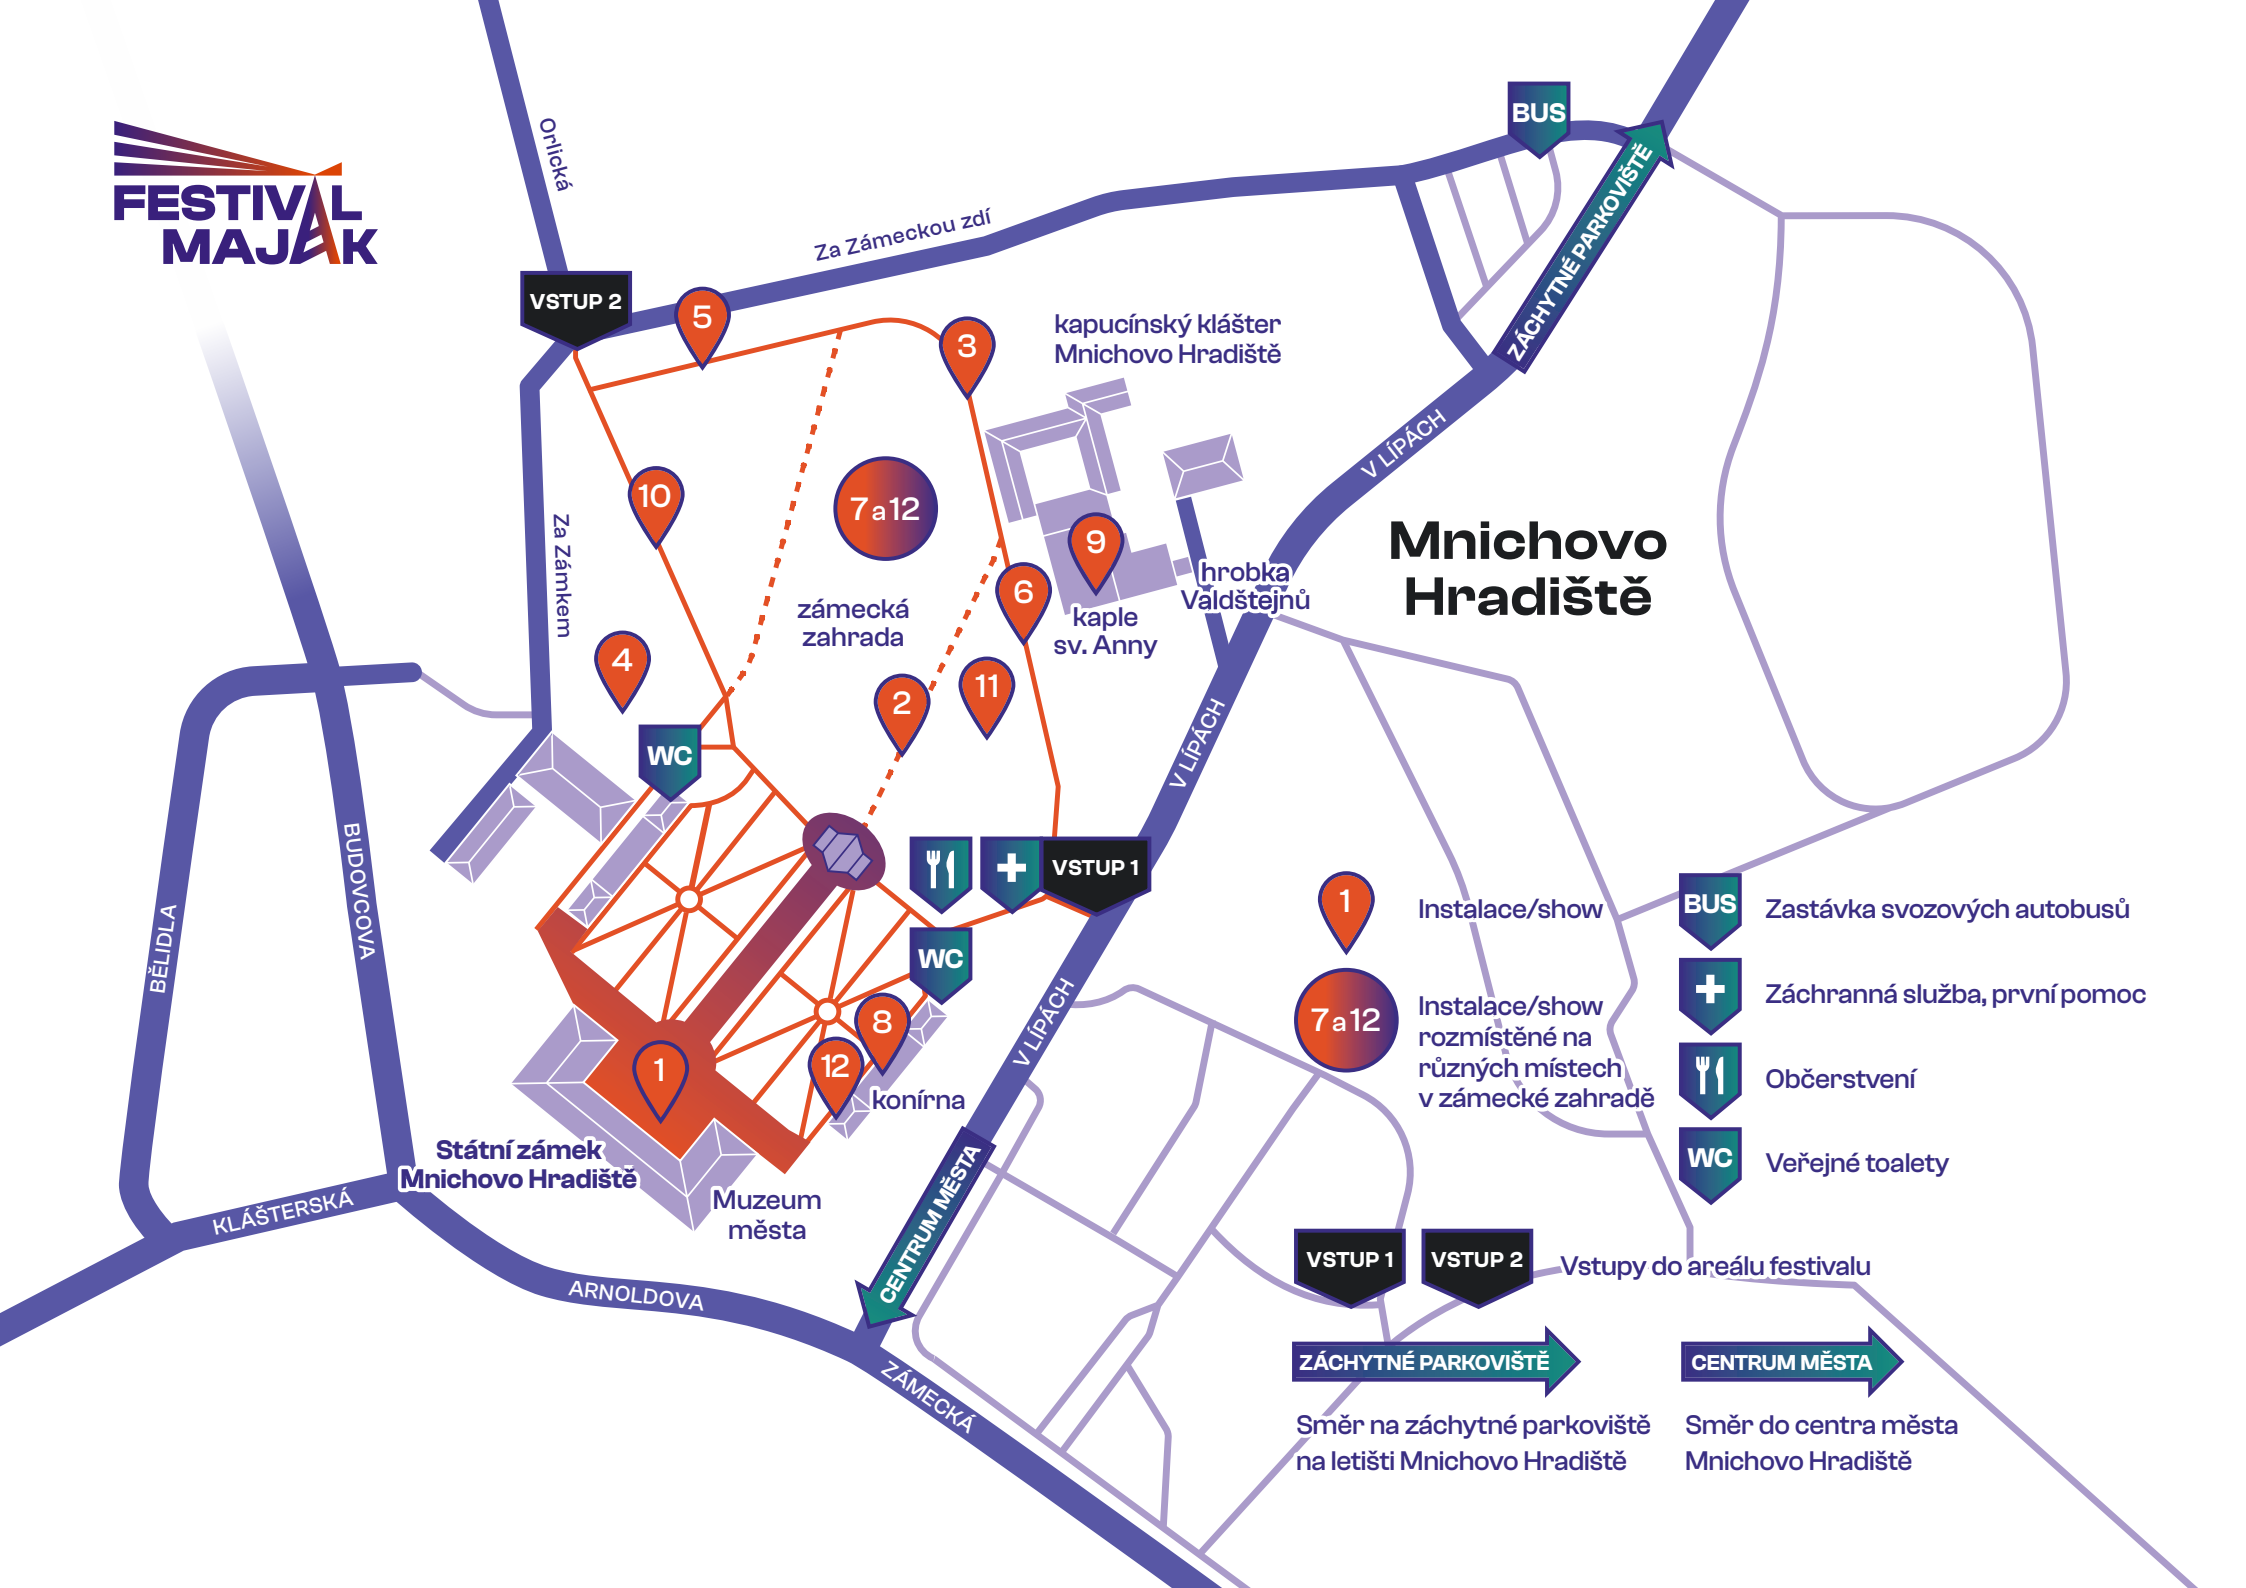 FESTIVAL
MAJÁK
Orlická
BUS
ZÁCHYTNÉ PARKOVIŠTĚ
Za Zámeckou zdí
VSTUP 2
5
3
kapucínský klášter
Mnichovo Hradiště
V LÍPÁCH
10
7 a 12
9
Mnichovo
Hradiště
Za Zámkem
hrobka
Valdštejnů
6
zámecká
zahrada
kaple
sv. Anny
4
2
11
WC
V LÍPÁCH
BUDOVCOVA
BĚLIDLA
VSTUP 1
WC
8
12
1
konírna
V LÍPÁCH
Státní zámek
Mnichovo Hradiště
Muzeum
města
KLÁŠTERSKÁ
ARNOLDOVA
CENTRUM MĚSTA
ZÁMECKÁ
1
Instalace/show
7 a 12
Instalace/show
rozmístěné na
různých místech
v zámecké zahradě
BUS
Zastávka svozových autobusů
Záchranná služba, první pomoc
Občerstvení
WC
Veřejné toalety
VSTUP 1
VSTUP 2
Vstupy do areálu festivalu
ZÁCHYTNÉ PARKOVIŠTĚ
Směr na záchytné parkoviště
na letišti Mnichovo Hradiště
CENTRUM MĚSTA
Směr do centra města
Mnichovo Hradiště